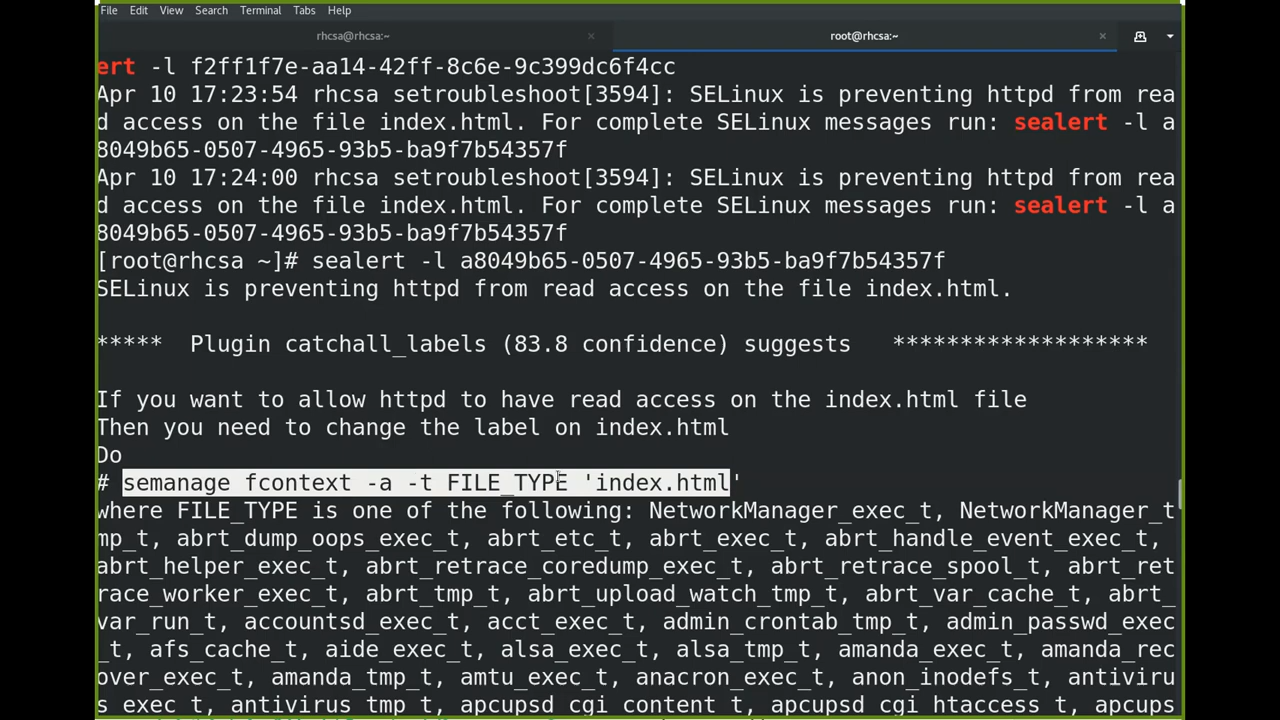 File Edit View Search Terminal Tabs Help
rhcsa@rhcsa:~ × root@rhcsa:~ ×
ert -l f2ff1f7e-aa14-42ff-8c6e-9c399dc6f4cc
Apr 10 17:23:54 rhcsa setroubleshoot[3594]: SELinux is preventing httpd from rea
d access on the file index.html. For complete SELinux messages run: sealert -l a
8049b65-0507-4965-93b5-ba9f7b54357f
Apr 10 17:24:00 rhcsa setroubleshoot[3594]: SELinux is preventing httpd from rea
d access on the file index.html. For complete SELinux messages run: sealert -l a
8049b65-0507-4965-93b5-ba9f7b54357f
[root@rhcsa ~]# sealert -l a8049b65-0507-4965-93b5-ba9f7b54357f
SELinux is preventing httpd from read access on the file index.html.
***** Plugin catchall_labels (83.8 confidence) suggests *******************
If you want to allow httpd to have read access on the index.html file
Then you need to change the label on index.html
Do
# semanage fcontext -a -t FILE_TYPE 'index.html'
where FILE_TYPE is one of the following: NetworkManager_exec_t, NetworkManager_t
mp_t, abrt_dump_oops_exec_t, abrt_etc_t, abrt_exec_t, abrt_handle_event_exec_t,
abrt_helper_exec_t, abrt_retrace_coredump_exec_t, abrt_retrace_spool_t, abrt_ret
race_worker_exec_t, abrt_tmp_t, abrt_upload_watch_tmp_t, abrt_var_cache_t, abrt_
var_run_t, accountsd_exec_t, acct_exec_t, admin_crontab_tmp_t, admin_passwd_exec
_t, afs_cache_t, aide_exec_t, alsa_exec_t, alsa_tmp_t, amanda_exec_t, amanda_rec
over_exec_t, amanda_tmp_t, amtu_exec_t, anacron_exec_t, anon_inodefs_t, antiviru
s_exec_t, antivirus_tmp_t, apcupsd_cgi_content_t, apcupsd_cgi_htaccess_t, apcups